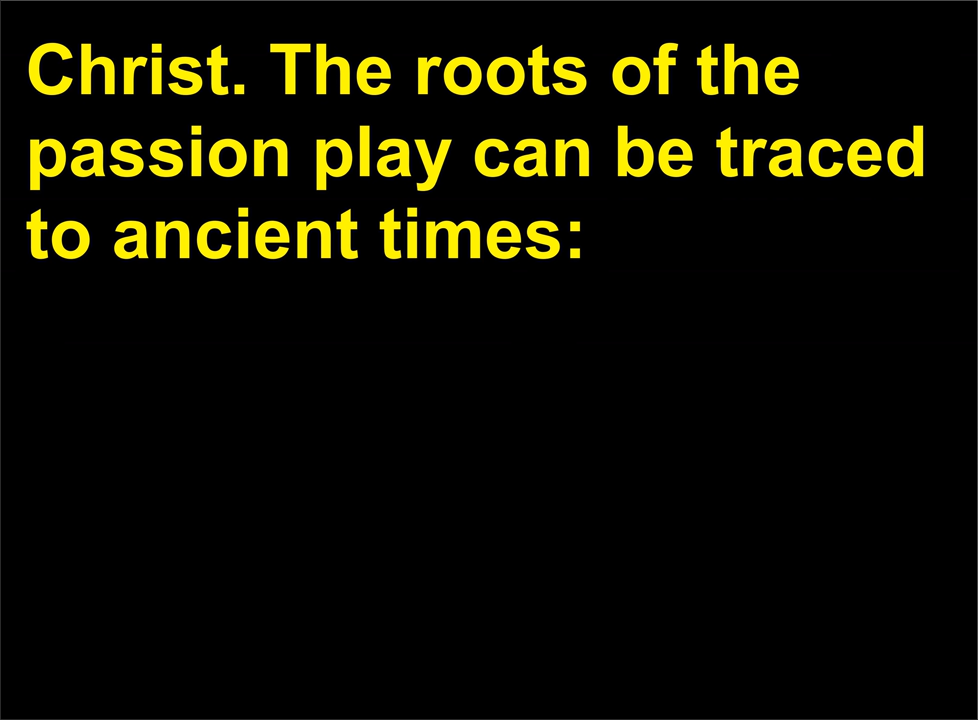 Christ. The roots of the
passion play can be traced
to ancient times: